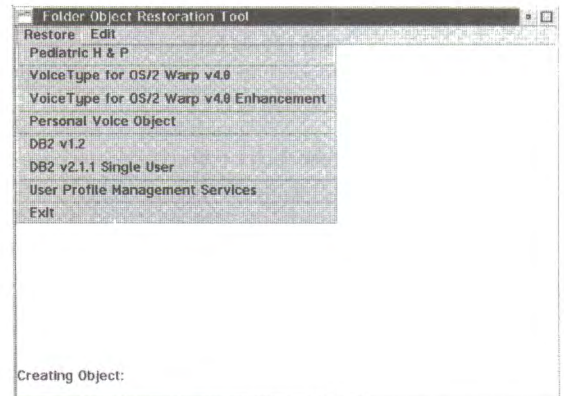 Folder Object Restoration Tool
Restore Edit
Pediatric H & P
VoiceType for OS/2 Warp v4.0
VoiceType for OS/2 Warp v4.0 Enhancement
Personal Voice Object
DB2 v1.2
DB2 v2.1.1 Single User
User Profile Management Services
Exit
Creating Object: